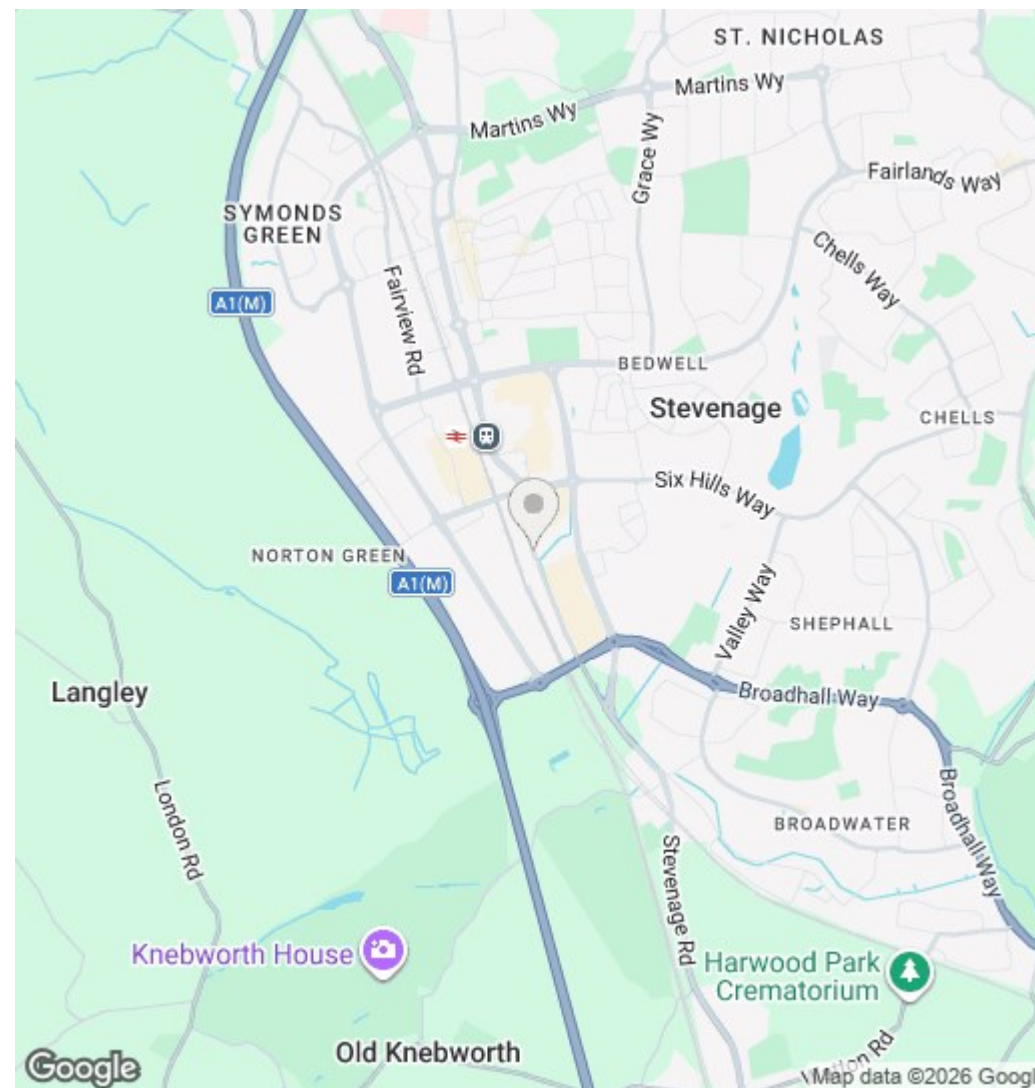 ST. NICHOLAS
Martins Wy
Martins Wy
Grace Wy
Fairlands Way
SYMONDS
GREEN
Chells Way
A1(M)
Fairview Rd
BEDWELL
Stevenage
CHELLS
Six Hills Way
NORTON GREEN
A1(M)
Valley Way
SHEPHALL
Langley
Broadhall Way
London Rd
Broadhall Way
BROADWATER
Stevenage Rd
Knebworth House
Harwood Park
Crematorium
Old Knebworth
Rd
Google
Map data ©2026 Googl